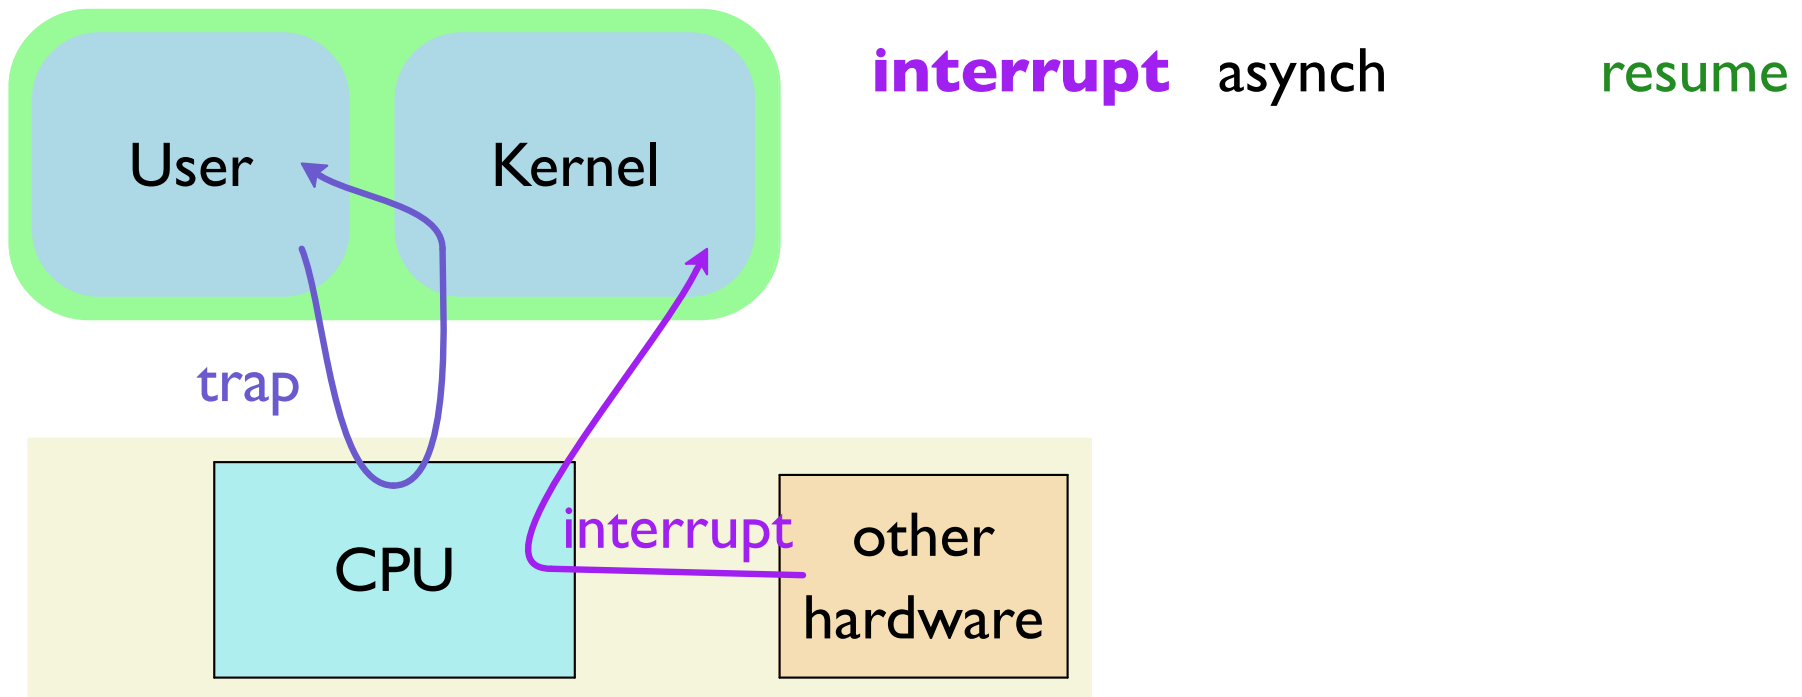 interrupt asynch resume
User
Kernel
trap
interrupt
CPU
other
hardware